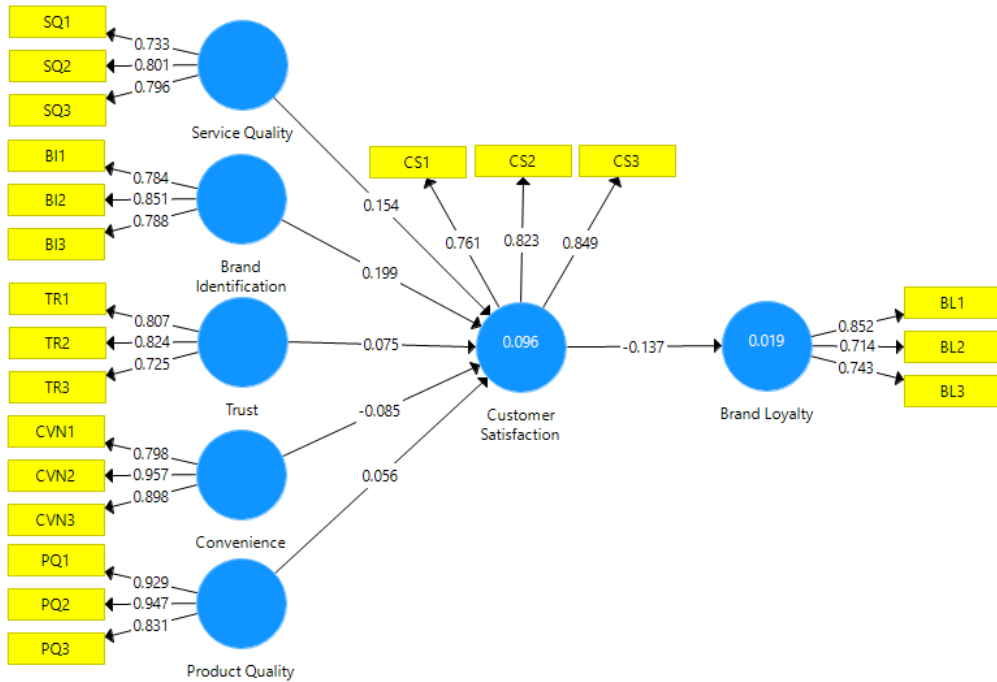 SQ1
0.733
SQ2
0.801
SQ3
0.796
Service Quality
BI1
0.784
BI2
0.851
BI3
0.788
Brand
Identification
TR1
0.807
TR2
0.824
TR3
0.725
Trust
CVN1
0.798
CVN2
0.957
CVN3
0.898
Convenience
PQ1
0.929
PQ2
0.947
PQ3
0.831
Product Quality
0.154
0.199
0.075
-0.085
0.056
CS1
CS2
CS3
0.761
0.823
0.849
0.096
Customer
Satisfaction
-0.137
0.019
Brand Loyalty
0.852
BL1
0.714
BL2
0.743
BL3